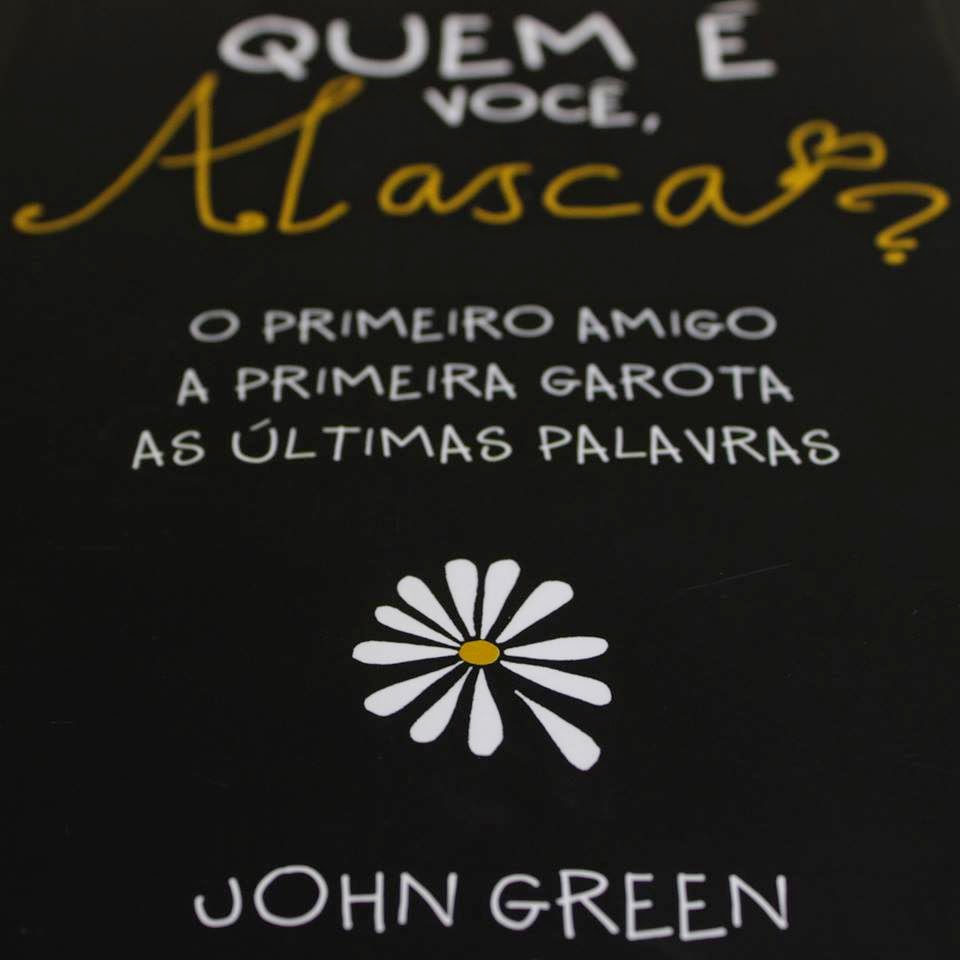 QUEM É
VOCÊ,
Alasca?
O PRIMEIRO AMIGO
A PRIMEIRA GAROTA
AS ÚLTIMAS PALAVRAS
JOHN GREEN